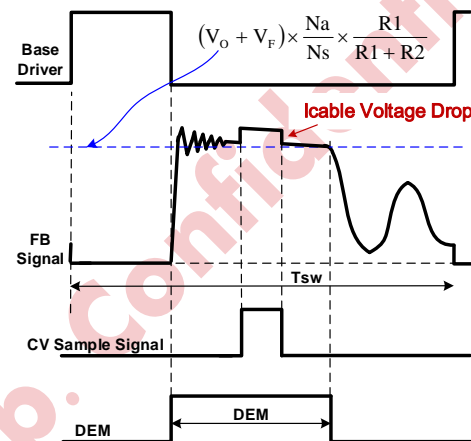 Base
Driver
(V_O + V_F) × Na/Ns × R1/(R1 + R2)
Icable Voltage Drop
FB
Signal
Tsw
CV Sample Signal
DEM
DEM